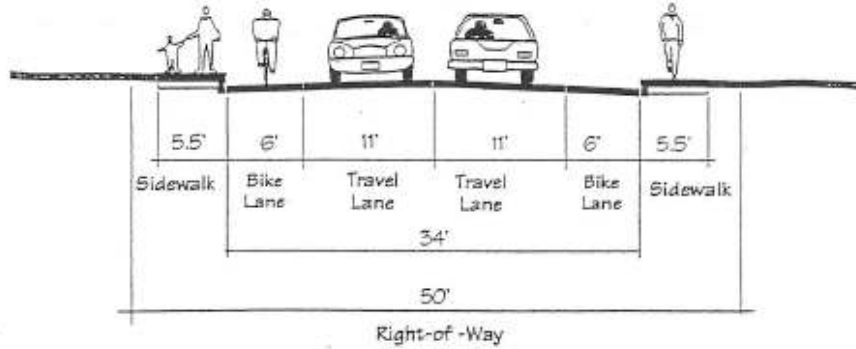 5.5' 6' 11' 11' 6' 5.5'
Sidewalk Bike Lane Travel Lane Travel Lane Bike Lane Sidewalk
34'
50'
Right-of-Way